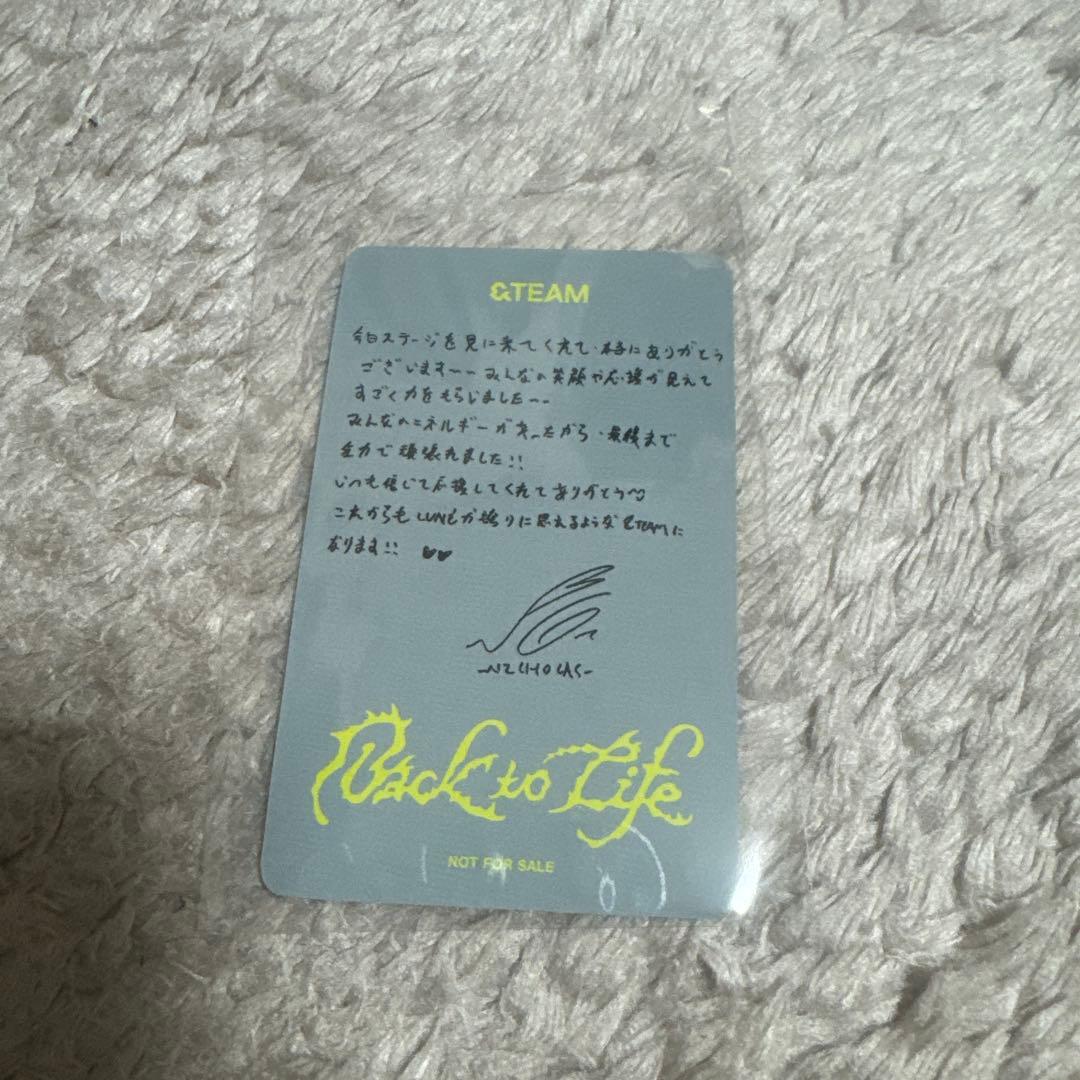 &TEAM
今日ステージを見に来てくれて、本当にありがとう
ございます〜〜みんなの笑顔や応援が見えて
すごく力をもらいました〜〜
みんなのエネルギーがあったから、最後まで
全力で頑張れました!!
いつも信じて応援してくれてありがとう♡
これからもLUNÉが誇りに思えるような&TEAMに
なります!! ♥♥
-NICHOLAS-
Back to Life
NOT FOR SALE